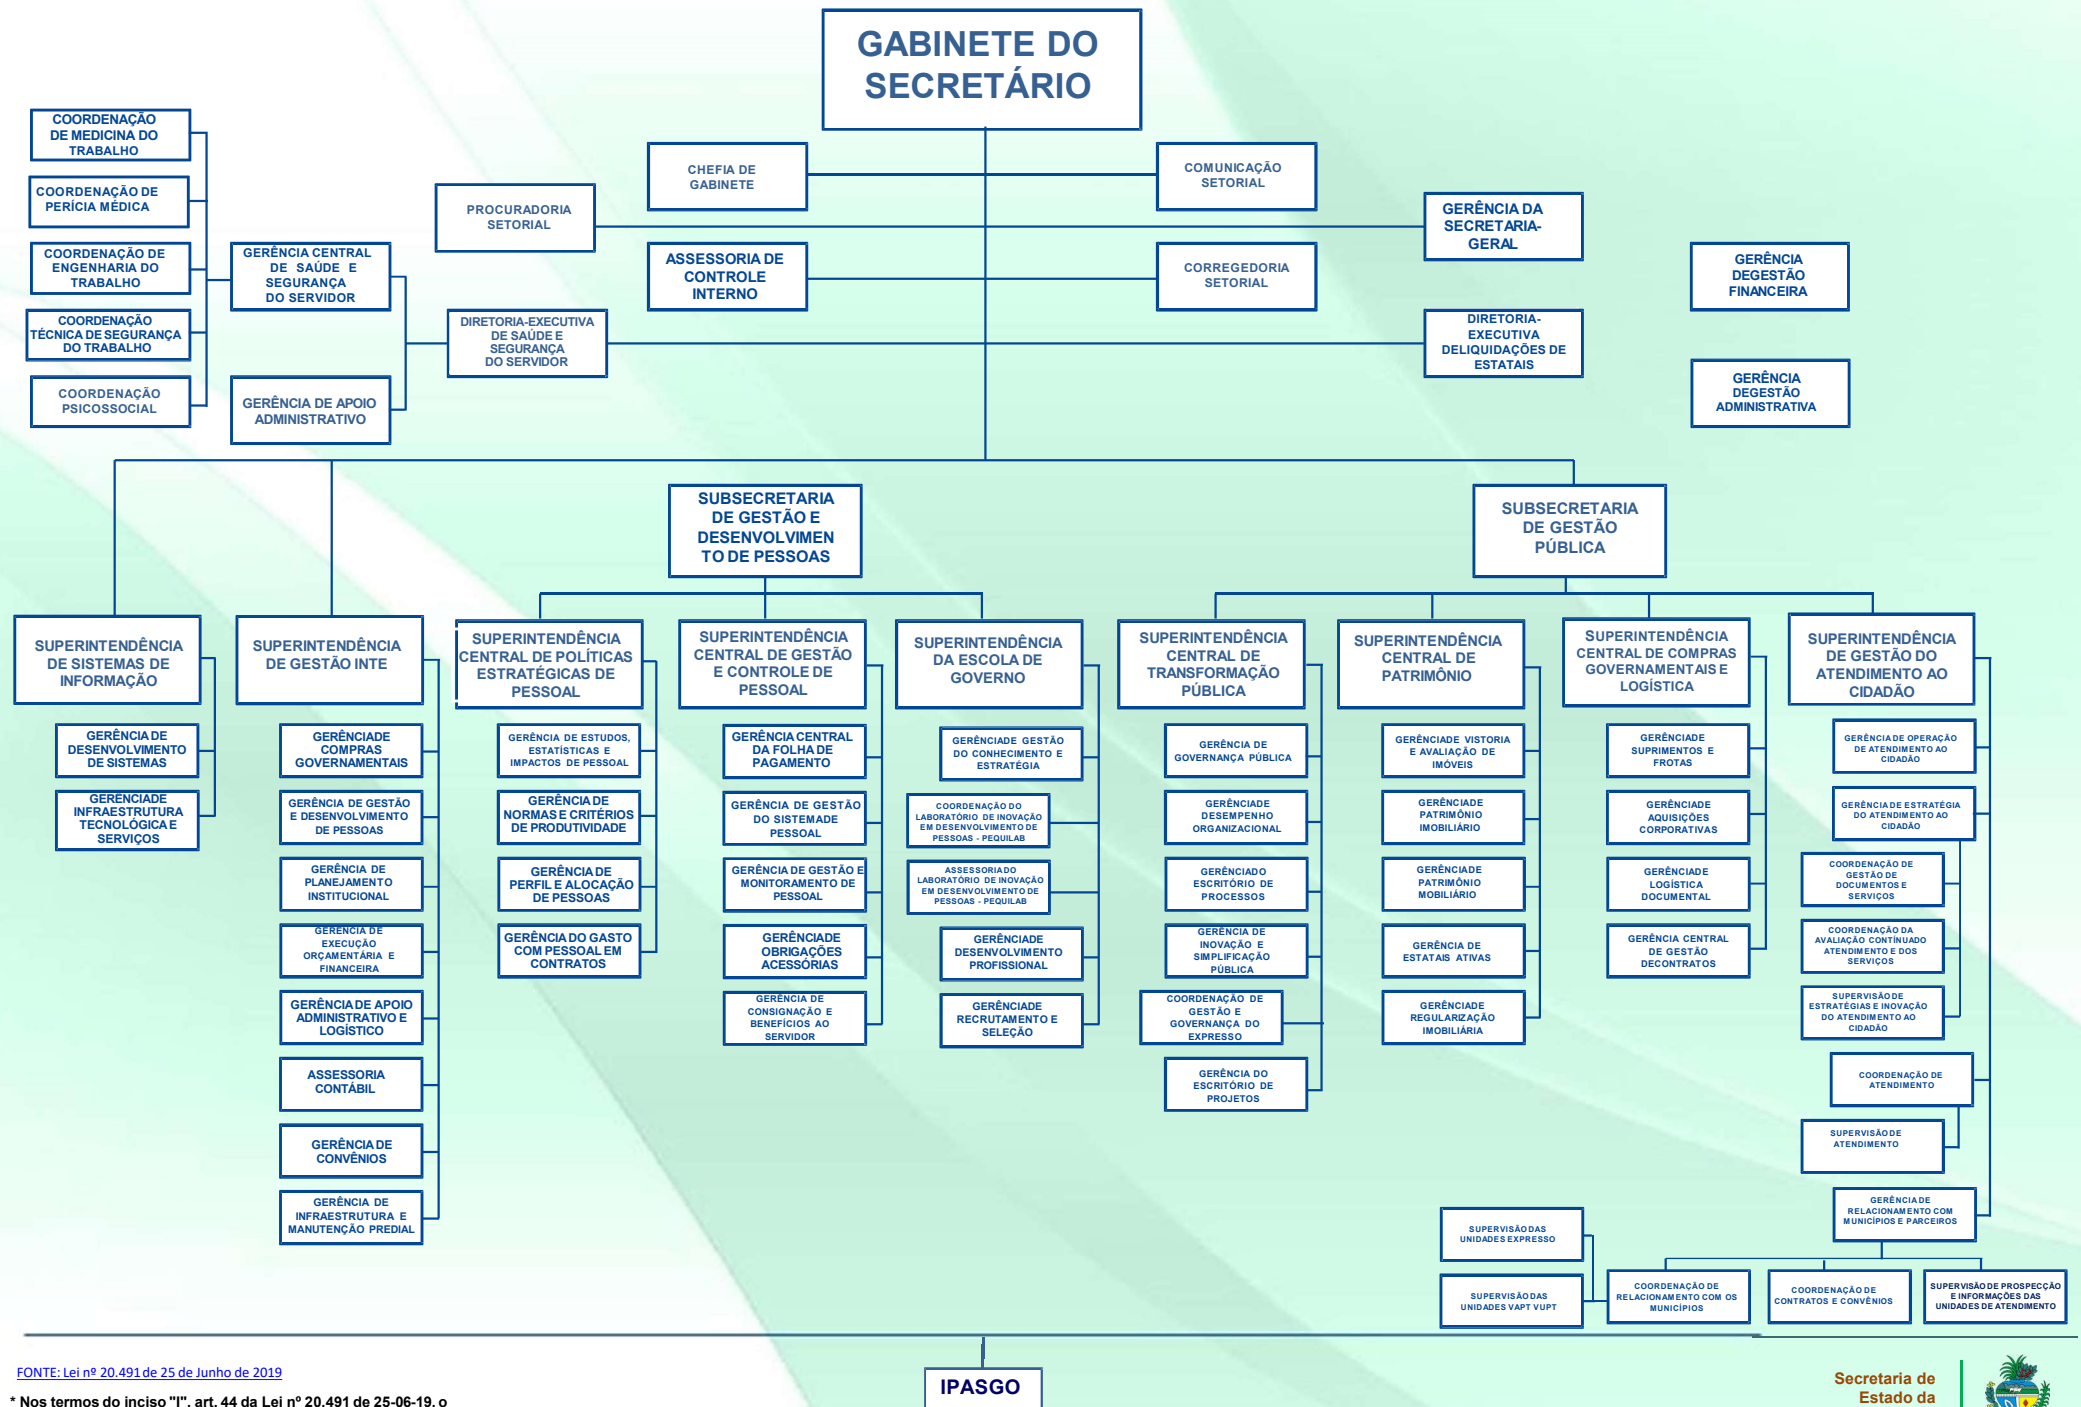 GABINETE DO
SECRETÁRIO
COORDENAÇÃO
DE MEDICINA DO
TRABALHO
COORDENAÇÃO DE
PERÍCIA MÉDICA
COORDENAÇÃO DE
ENGENHARIA DO
TRABALHO
COORDENAÇÃO
TÉCNICA DE SEGURANÇA
DO TRABALHO
COORDENAÇÃO
PSICOSSOCIAL
GERÊNCIA CENTRAL
DE SAÚDE E
SEGURANÇA
DO SERVIDOR
GERÊNCIA DE APOIO
ADMINISTRATIVO
PROCURADORIA
SETORIAL
DIRETORIA-EXECUTIVA
DE SAÚDE E
SEGURANÇA
DO SERVIDOR
CHEFIA DE
GABINETE
ASSESSORIA DE
CONTROLE
INTERNO
COMUNICAÇÃO
SETORIAL
CORREGEDORIA
SETORIAL
GERÊNCIA DA
SECRETARIA-
GERAL
DIRETORIA-
EXECUTIVA
DELIQUIDAÇÕES DE
ESTATAIS
GERÊNCIA
DEGESTÃO
FINANCEIRA
GERÊNCIA
DEGESTÃO
ADMINISTRATIVA
SUBSECRETARIA
DE GESTÃO E
DESENVOLVIMEN
TO DE PESSOAS
SUBSECRETARIA
DE GESTÃO
PÚBLICA
SUPERINTENDÊNCIA
DE SISTEMAS DE
INFORMAÇÃO
GERÊNCIA DE
DESENVOLVIMENTO
DE SISTEMAS
GERÊNCIADE
INFRAESTRUTURA
TECNOLÓGICA E
SERVIÇOS
SUPERINTENDÊNCIA
DE GESTÃO INTE
GERÊNCIADE
COMPRAS
GOVERNAMENTAIS
GERÊNCIA DE GESTÃO
E DESENVOLVIMENTO
DE PESSOAS
GERÊNCIA DE
PLANEJAMENTO
INSTITUCIONAL
GERÊNCIA DE
EXECUÇÃO
ORÇAMENTÁRIA E
FINANCEIRA
GERÊNCIA DE APOIO
ADMINISTRATIVO E
LOGÍSTICO
ASSESSORIA
CONTÁBIL
GERÊNCIA DE
CONVÊNIOS
GERÊNCIA DE
INFRAESTRUTURA E
MANUTENÇÃO PREDIAL
SUPERINTENDÊNCIA
CENTRAL DE POLÍTICAS
ESTRATÉGICAS DE
PESSOAL
GERÊNCIA DE ESTUDOS,
ESTATÍSTICAS E
IMPACTOS DE PESSOAL
GERÊNCIA DE
NORMAS E CRITÉRIOS
DE PRODUTIVIDADE
GERÊNCIA DE
PERFIL E ALOCAÇÃO
DE PESSOAS
GERÊNCIA DO GASTO
COM PESSOAL EM
CONTRATOS
SUPERINTENDÊNCIA
CENTRAL DE GESTÃO
E CONTROLE DE
PESSOAL
GERÊNCIA CENTRAL
DA FOLHA DE
PAGAMENTO
GERÊNCIA DE GESTÃO
DO SISTEMADE
PESSOAL
GERÊNCIA DE GESTÃO E
MONITORAMENTO DE
PESSOAL
GERÊNCIADE
OBRIGAÇÕES
ACESSÓRIAS
GERÊNCIA DE
CONSIGNAÇÃO E
BENEFÍCIOS AO
SERVIDOR
SUPERINTENDÊNCIA
DA ESCOLA DE
GOVERNO
GERÊNCIADE GESTÃO
DO CONHECIMENTO E
ESTRATÉGIA
COORDENAÇÃO DO
LABORATÓRIO DE INOVAÇÃO
EM DESENVOLVIMENTO DE
PESSOAS - PEQUILAB
ASSESSORIA DO
LABORATÓRIO DE INOVAÇÃO
EM DESENVOLVIMENTO DE
PESSOAS - PEQUILAB
GERÊNCIADE
DESENVOLVIMENTO
PROFISSIONAL
GERÊNCIADE
RECRUTAMENTO E
SELEÇÃO
SUPERINTENDÊNCIA
CENTRAL DE
TRANSFORMAÇÃO
PÚBLICA
GERÊNCIA DE
GOVERNANÇA PÚBLICA
GERÊNCIADE
DESEMPENHO
ORGANIZACIONAL
GERÊNCIADO
ESCRITÓRIO DE
PROCESSOS
GERÊNCIA DE
INOVAÇÃO E
SIMPLIFICAÇÃO
PÚBLICA
COORDENAÇÃO DE
GESTÃO E
GOVERNANÇA DO
EXPRESSO
GERÊNCIA DO
ESCRITÓRIO DE
PROJETOS
SUPERINTENDÊNCIA
CENTRAL DE
PATRIMÔNIO
GERÊNCIADE VISTORIA
E AVALIAÇÃO DE
IMÓVEIS
GERÊNCIADE
PATRIMÔNIO
IMOBILIÁRIO
GERÊNCIADE
PATRIMÔNIO
MOBILIÁRIO
GERÊNCIA DE
ESTATAIS ATIVAS
GERÊNCIADE
REGULARIZAÇÃO
IMOBILIÁRIA
SUPERINTENDÊNCIA
CENTRAL DE COMPRAS
GOVERNAMENTAIS E
LOGÍSTICA
GERÊNCIADE
SUPRIMENTOS E
FROTAS
GERÊNCIADE
AQUISIÇÕES
CORPORATIVAS
GERÊNCIADE
LOGÍSTICA
DOCUMENTAL
GERÊNCIA CENTRAL
DE GESTÃO
DECONTRATOS
SUPERINTENDÊNCIA
DE GESTÃO DO
ATENDIMENTO AO
CIDADÃO
GERÊNCIA DE OPERAÇÃO
DE ATENDIMENTO AO
CIDADÃO
GERÊNCIA DE ESTRATÉGIA
DO ATENDIMENTO AO
CIDADÃO
COORDENAÇÃO DE
GESTÃO DE
DOCUMENTOS E
SERVIÇOS
COORDENAÇÃO DA
AVALIAÇÃO CONTÍNUADO
ATENDIMENTO E DOS
SERVIÇOS
SUPERVISÃO DE
ESTRATÉGIAS E INOVAÇÃO
DO ATENDIMENTO AO
CIDADÃO
COORDENAÇÃO DE
ATENDIMENTO
SUPERVISÃO DE
ATENDIMENTO
GERÊNCIA DE
RELACIONAMENTO COM
MUNICÍPIOS E PARCEIROS
SUPERVISÃO DAS
UNIDADES EXPRESSO
SUPERVISÃO DAS
UNIDADES VAPT VUPT
COORDENAÇÃO DE
RELACIONAMENTO COM OS
MUNICÍPIOS
COORDENAÇÃO DE
CONTRATOS E CONVÊNIOS
SUPERVISÃO DE PROSPECÇÃO
E INFORMAÇÕES DAS
UNIDADES DE ATENDIMENTO
FONTE: Lei nº 20.491 de 25 de Junho de 2019
* Nos termos do inciso "I", art. 44 da Lei nº 20.491 de 25-06-19, o
IPASGO
Secretaria de
Estado da